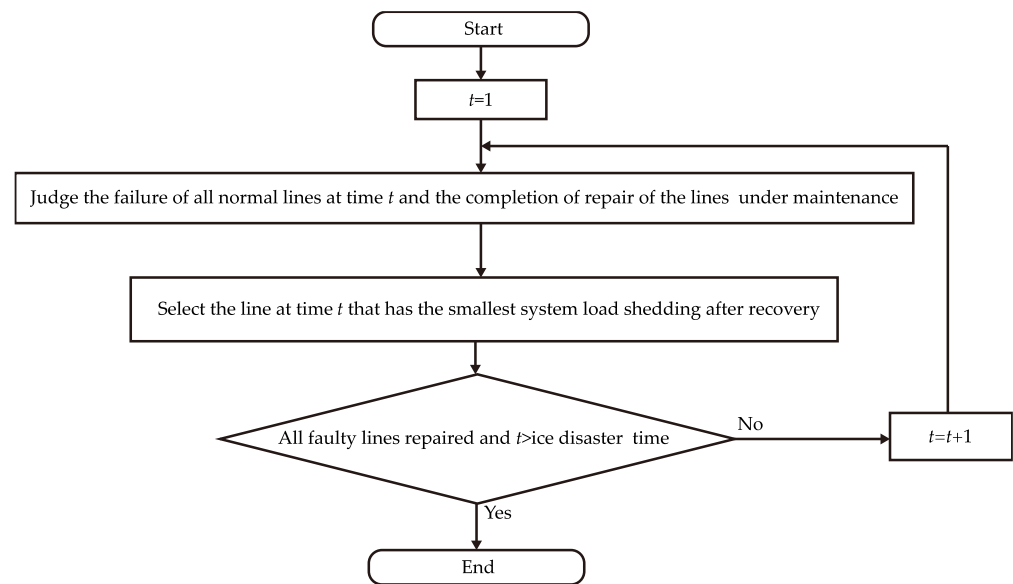 Start
t=1
Judge the failure of all normal lines at time t and the completion of repair of the lines under maintenance
Select the line at time t that has the smallest system load shedding after recovery
All faulty lines repaired and t>ice disaster time
No
t=t+1
Yes
End